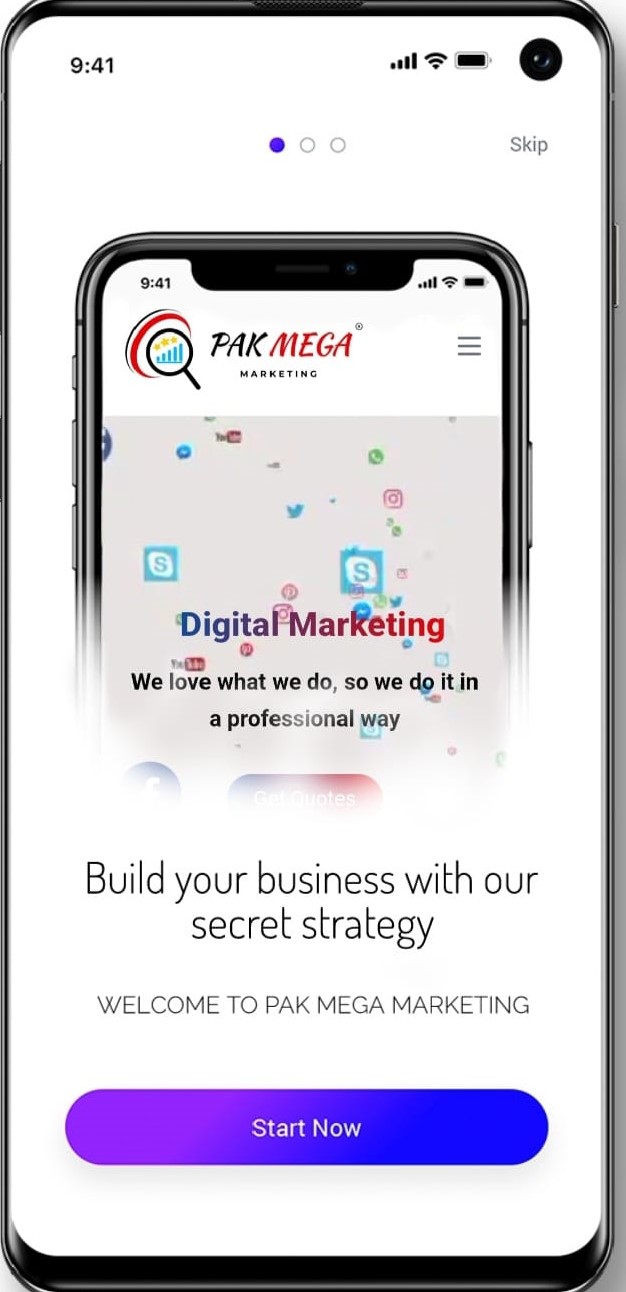 9:41
Skip
9:41
PAK MEGA ®
MARKETING
YouTube
Digital Marketing
YouTube
We love what we do, so we do it in
a professional way
Get Quotes
Build your business with our
secret strategy
WELCOME TO PAK MEGA MARKETING
Start Now